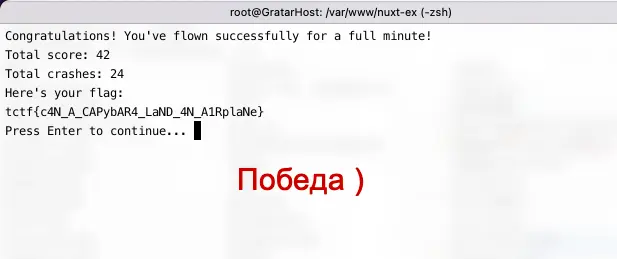 root@GratarHost: /var/www/nuxt-ex (-zsh)
Congratulations! You've flown successfully for a full minute!
Total score: 42
Total crashes: 24
Here's your flag:
tctf{c4N_A_CAPybAR4_LaND_4N_A1RplaNe}
Press Enter to continue...
Победа )